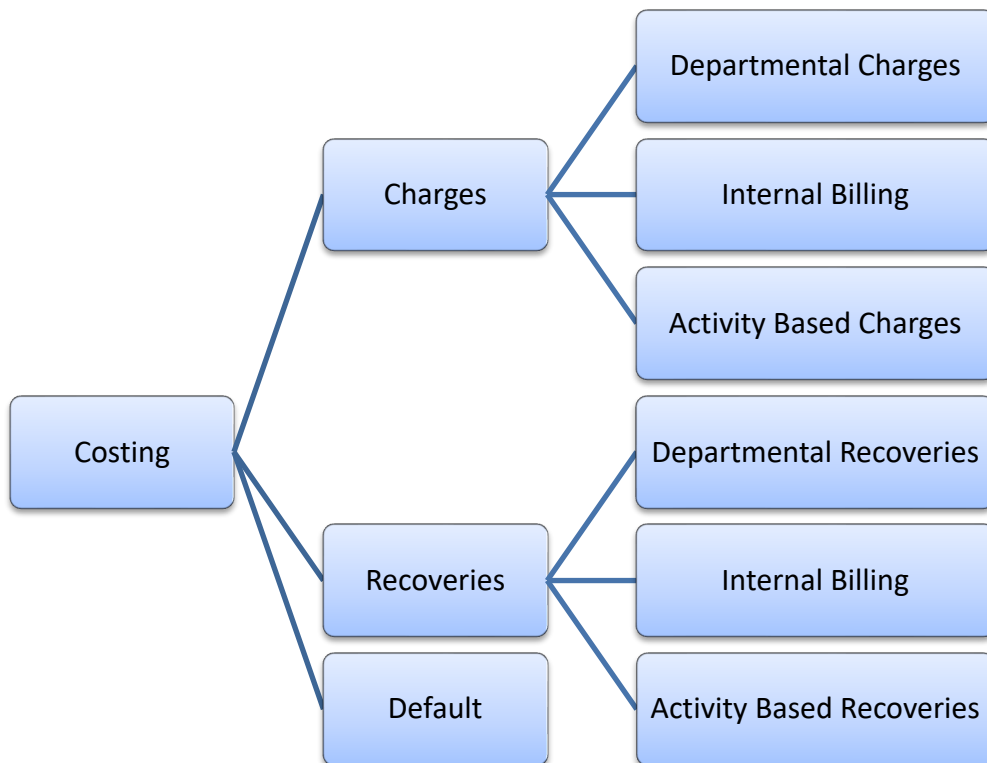 Departmental Charges
Charges
Internal Billing
Activity Based Charges
Costing
Departmental Recoveries
Recoveries
Internal Billing
Default
Activity Based Recoveries